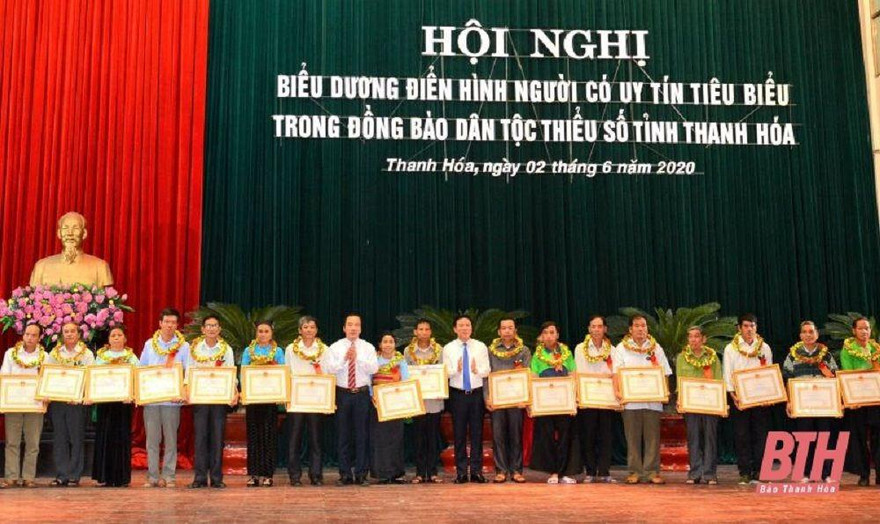 HỘI NGHỊ
BIỂU DƯƠNG ĐIỂN HÌNH NGƯỜI CÓ UY TÍN TIÊU BIỂU
TRONG ĐỒNG BÀO DÂN TỘC THIỂU SỐ TỈNH THANH HÓA
Thanh Hóa, ngày 02 tháng 6 năm 2020
BTH
Báo Thanh Hóa